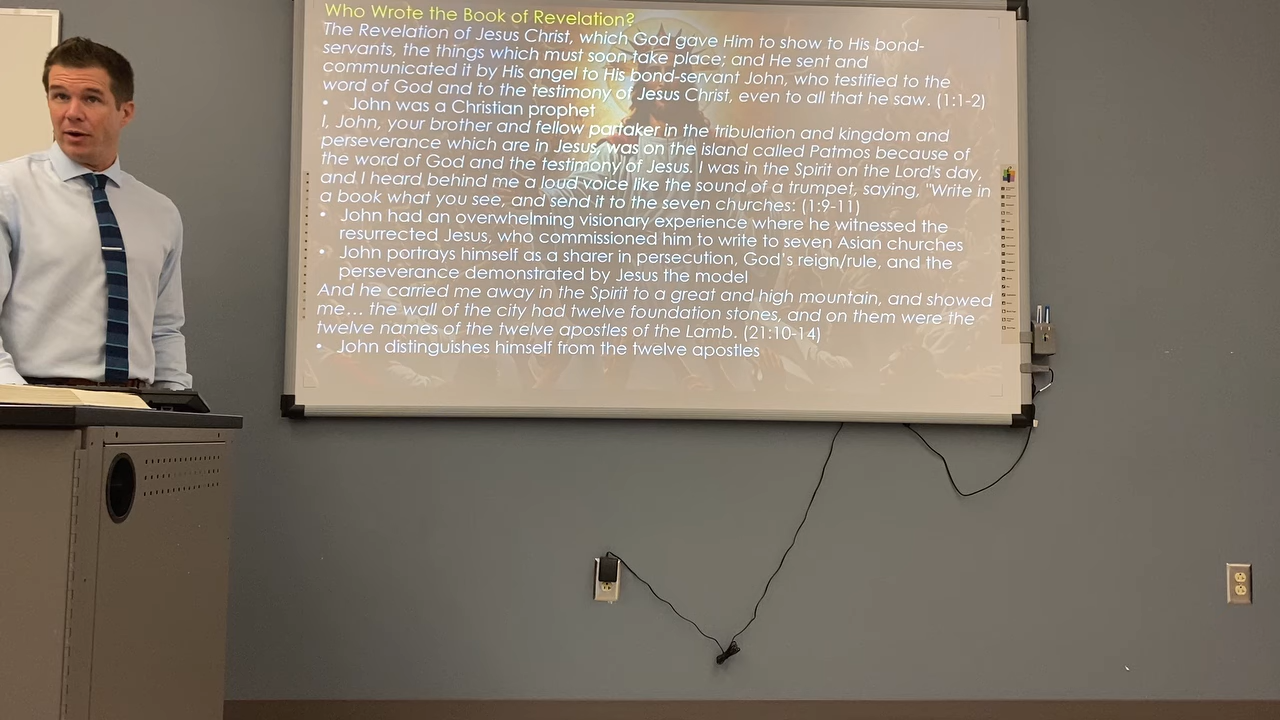 Who Wrote the Book of Revelation?
The Revelation of Jesus Christ, which God gave Him to show to His bond-
servants, the things which must soon take place; and He sent and
communicated it by His angel to His bond-servant John, who testified to the
word of God and to the testimony of Jesus Christ, even to all that he saw. (1:1-2)
• John was a Christian prophet
I, John, your brother and fellow partaker in the tribulation and kingdom and
perseverance which are in Jesus, was on the island called Patmos because of
the word of God and the testimony of Jesus. I was in the Spirit on the Lord's day,
and I heard behind me a loud voice like the sound of a trumpet, saying, "Write in
a book what you see, and send it to the seven churches: (1:9-11)
• John had an overwhelming visionary experience where he witnessed the
resurrected Jesus, who commissioned him to write to seven Asian churches
• John portrays himself as a sharer in persecution, God's reign/rule, and the
perseverance demonstrated by Jesus the model
And he carried me away in the Spirit to a great and high mountain, and showed
me… the wall of the city had twelve foundation stones, and on them were the
twelve names of the twelve apostles of the Lamb. (21:10-14)
• John distinguishes himself from the twelve apostles